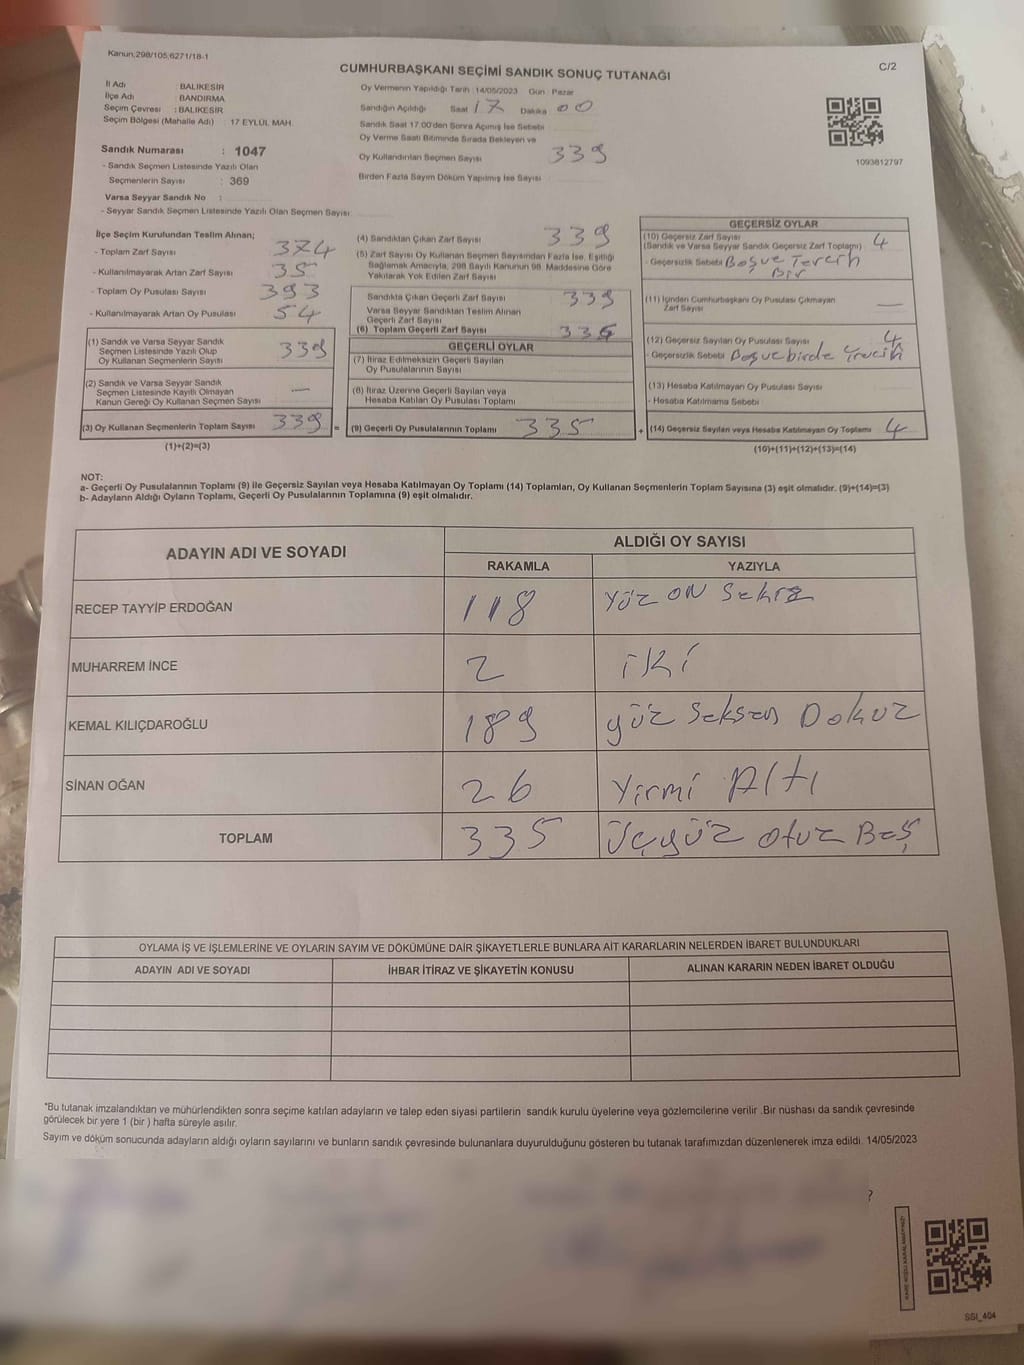 Kanun;298/105,6271/18-1
CUMHURBAŞKANI SEÇİMİ SANDIK SONUÇ TUTANAĞI
C/2
İl Adı : BALIKESİR
İlçe Adı : BANDIRMA
Seçim Çevresi : BALIKESİR
Seçim Bölgesi (Mahalle Adı) : 17 EYLÜL MAH.
Sandık Numarası : 1047
- Sandık Seçmen Listesinde Yazılı Olan
Seçmenlerin Sayısı : 369
Varsa Seyyar Sandık No :
- Seyyar Sandık Seçmen Listesinde Yazılı Olan Seçmen Sayısı
Oy Vermenin Yapıldığı Tarih : 14/05/2023 Gün : Pazar
Sandığın Açıldığı Saat 17 Dakika 00
Sandık Saat 17:00'den Sonra Açımış İse Sebebi
Oy Verme Saati Bitiminde Sırada Bekleyen ve
Oy Kullandırılan Seçmen Sayısı 339
Birden Fazla Sayım Döküm Yapılmış İse Sayısı
1093812797
İlçe Seçim Kurulundan Teslim Alınan;
- Toplam Zarf Sayısı 374
- Kullanılmayarak Artan Zarf Sayısı 35
- Toplam Oy Pusulası Sayısı 393
- Kullanılmayarak Artan Oy Pusulası 54
(1) Sandık ve Varsa Seyyar Sandık
Seçmen Listesinde Yazılı Olup
Oy Kullanan Seçmenlerin Sayısı 339
(2) Sandık ve Varsa Seyyar Sandık
Seçmen Listesinde Kayıtlı Olmayan
Kanun Gereği Oy Kullanan Seçmen Sayısı —
(3) Oy Kullanan Seçmenlerin Toplam Sayısı 339 =
(1)+(2)=(3)
(4) Sandıktan Çıkan Zarf Sayısı 339
(5) Zarf Sayısı Oy Kullanan Seçmen Sayısından Fazla İse, Eşitliği
Sağlamak Amacıyla, 298 Sayılı Kanunun 98. Maddesine Göre
Yakılarak Yok Edilen Zarf Sayısı
Sandıkta Çıkan Geçerli Zarf Sayısı 339
Varsa Seyyar Sandıktan Teslim Alınan
Geçerli Zarf Sayısı
(6) Toplam Geçerli Zarf Sayısı
GEÇERLİ OYLAR
(7) İtiraz Edilmeksizin Geçerli Sayılan
Oy Pusulalarının Sayısı
(8) İtiraz Üzerine Geçerli Sayılan veya
Hesaba Katılan Oy Pusulası Toplamı
(9) Geçerli Oy Pusulalarının Toplamı 335 +
GEÇERSİZ OYLAR
(10) Geçersiz Zarf Sayısı
(Sandık ve Varsa Seyyar Sandık Geçersiz Zarf Toplamı) 4
- Geçersizlik Sebebi Boş ve Tercih
Bir
(11) İçinden Cumhurbaşkanı Oy Pusulası Çıkmayan
Zarf Sayısı —
(12) Geçersiz Sayılan Oy Pusulası Sayısı 4
- Geçersizlik Sebebi Boş ve birde
(13) Hesaba Katılmayan Oy Pusulası Sayısı
- Hesaba Katılmama Sebebi
(14) Geçersiz Sayılan veya Hesaba Katılmayan Oy Toplamı 4
(10)+(11)+(12)+(13)=(14)
NOT:
a- Geçerli Oy Pusulalarının Toplamı (9) ile Geçersiz Sayılan veya Hesaba Katılmayan Oy Toplamı (14) Toplamları, Oy Kullanan Seçmenlerin Toplam Sayısına (3) eşit olmalıdır. (9)+(14)=(3)
b- Adayların Aldığı Oyların Toplamı, Geçerli Oy Pusulalarının Toplamına (9) eşit olmalıdır.
ADAYIN ADI VE SOYADI
ALDIĞI OY SAYISI
RAKAMLA YAZIYLA
RECEP TAYYİP ERDOĞAN 118 Yüz ON Sekiz
MUHARREM İNCE 2 iki
KEMAL KILIÇDAROĞLU 189 yüz Seksen Dokuz
SİNAN OĞAN 26 Yirmi Altı
TOPLAM 335 Üçyüz Otuz Beş
OYLAMA İŞ VE İŞLEMLERİNE VE OYLARIN SAYIM VE DÖKÜMÜNE DAİR ŞİKAYETLERLE BUNLARA AİT KARARLARIN NELERDEN İBARET BULUNDUKLARI
ADAYIN ADI VE SOYADI İHBAR İTİRAZ VE ŞİKAYETİN KONUSU ALINAN KARARIN NEDEN İBARET OLDUĞU
*Bu tutanak imzalandıktan ve mühürlendikten sonra seçime katılan adayların ve talep eden siyasi partilerin sandık kurulu üyelerine veya gözlemcilerine verilir .Bir nüshası da sandık çevresinde
görülecek bir yere 1 (bir ) hafta süreyle asılır.
Sayım ve döküm sonucunda adayların aldığı oyların sayılarını ve bunların sandık çevresinde bulunanlara duyurulduğunu gösteren bu tutanak tarafımızdan düzenlenerek imza edildi. 14/05/2023
SSI_404